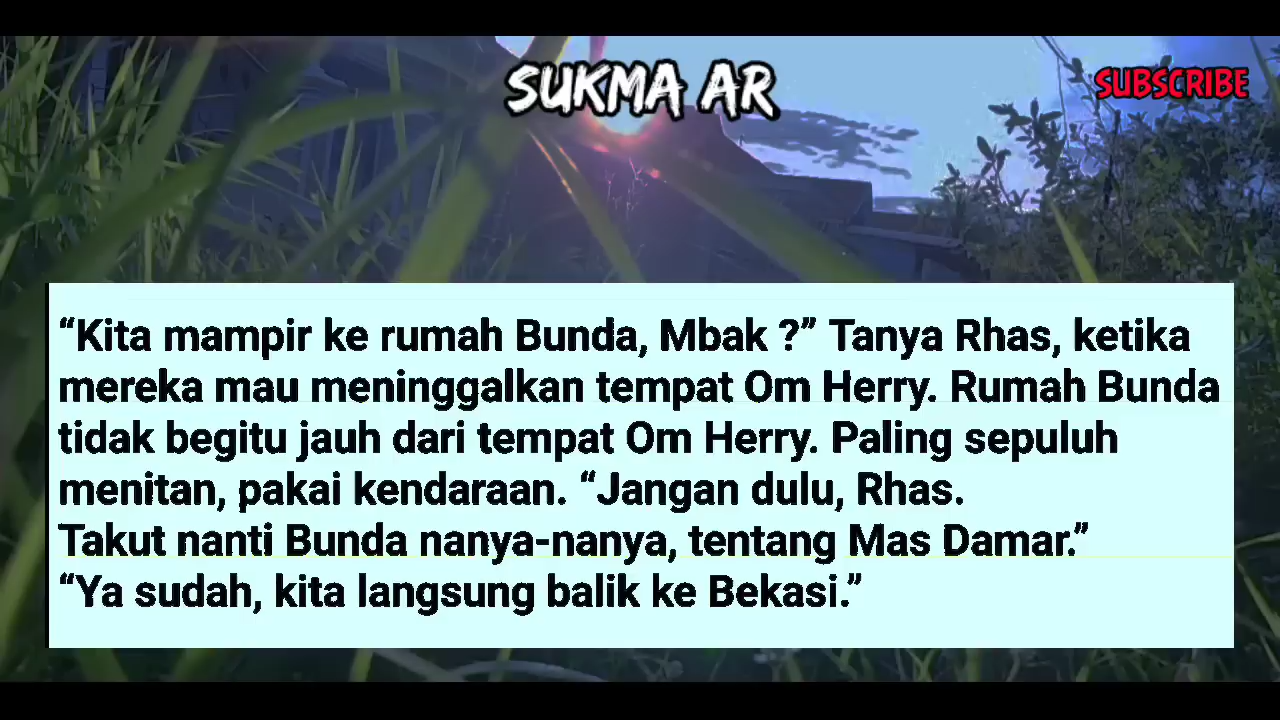 SUKMA AR
SUBSCRIBE
“Kita mampir ke rumah Bunda, Mbak ?” Tanya Rhas, ketika
mereka mau meninggalkan tempat Om Herry. Rumah Bunda
tidak begitu jauh dari tempat Om Herry. Paling sepuluh
menitan, pakai kendaraan. “Jangan dulu, Rhas.
Takut nanti Bunda nanya-nanya, tentang Mas Damar.”
“Ya sudah, kita langsung balik ke Bekasi.”